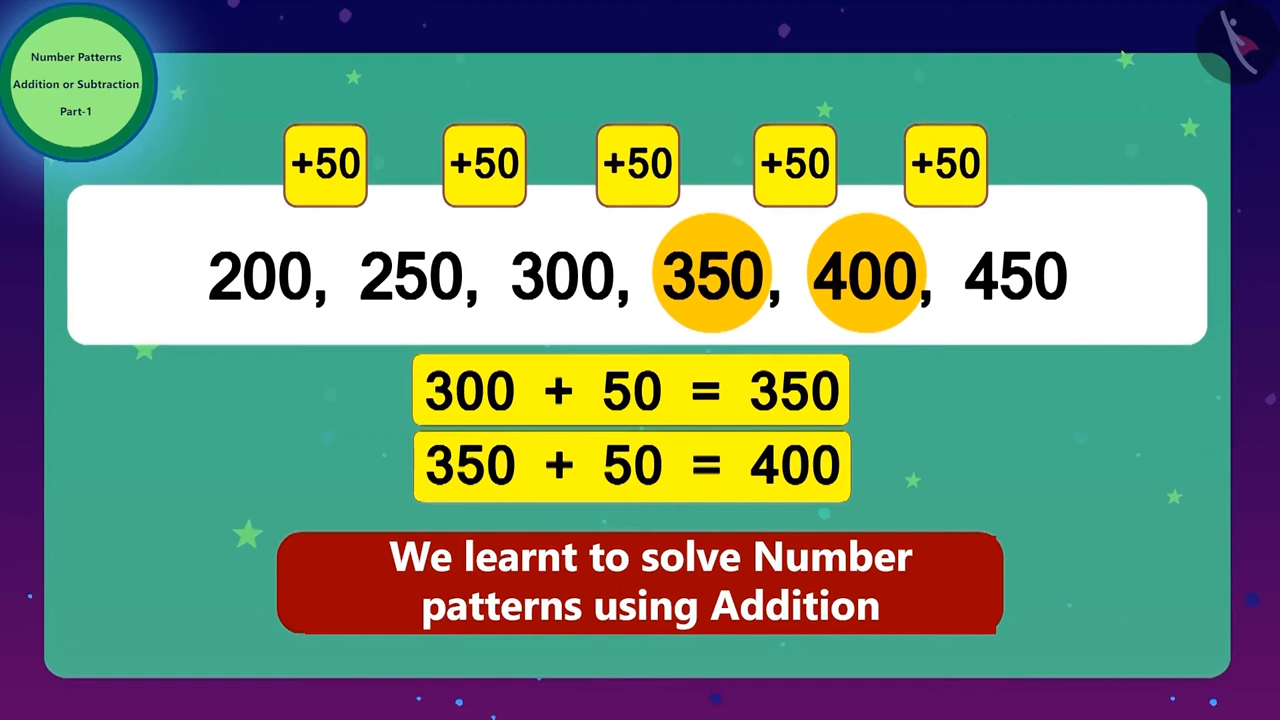 Number Patterns
Addition or Subtraction
Part-1
+50 +50 +50 +50 +50
200, 250, 300, 350, 400, 450
300 + 50 = 350
350 + 50 = 400
We learnt to solve Number
patterns using Addition